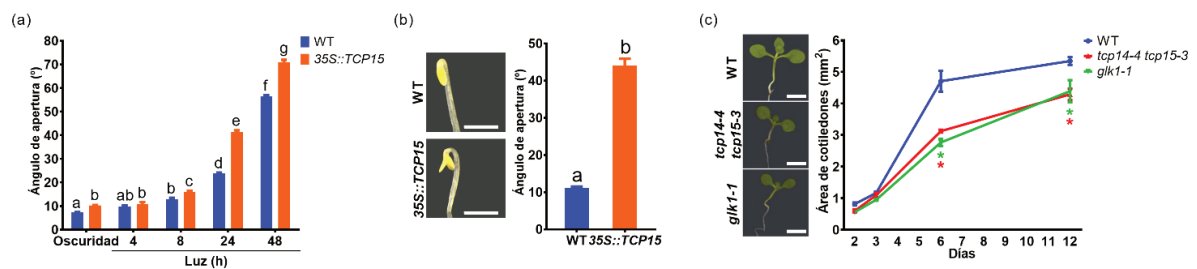 (a)
WT
35S::TCP15
Ángulo de apertura (°)
80
70
60
50
40
30
20
10
0
a b ab b b c d e f g
Oscuridad 4 8 24 48
Luz (h)
(b)
WT
35S::TCP15
Ángulo de apertura (°)
60
40
20
0
a b
WT 35S::TCP15
(c)
WT
tcp14-4
tcp15-3
glk1-1
Área de cotiledones (mm²)
6
5
4
3
2
1
0
* * * *
2 3 4 5 6 7 8 9 10 11 12
Días
WT
tcp14-4 tcp15-3
glk1-1